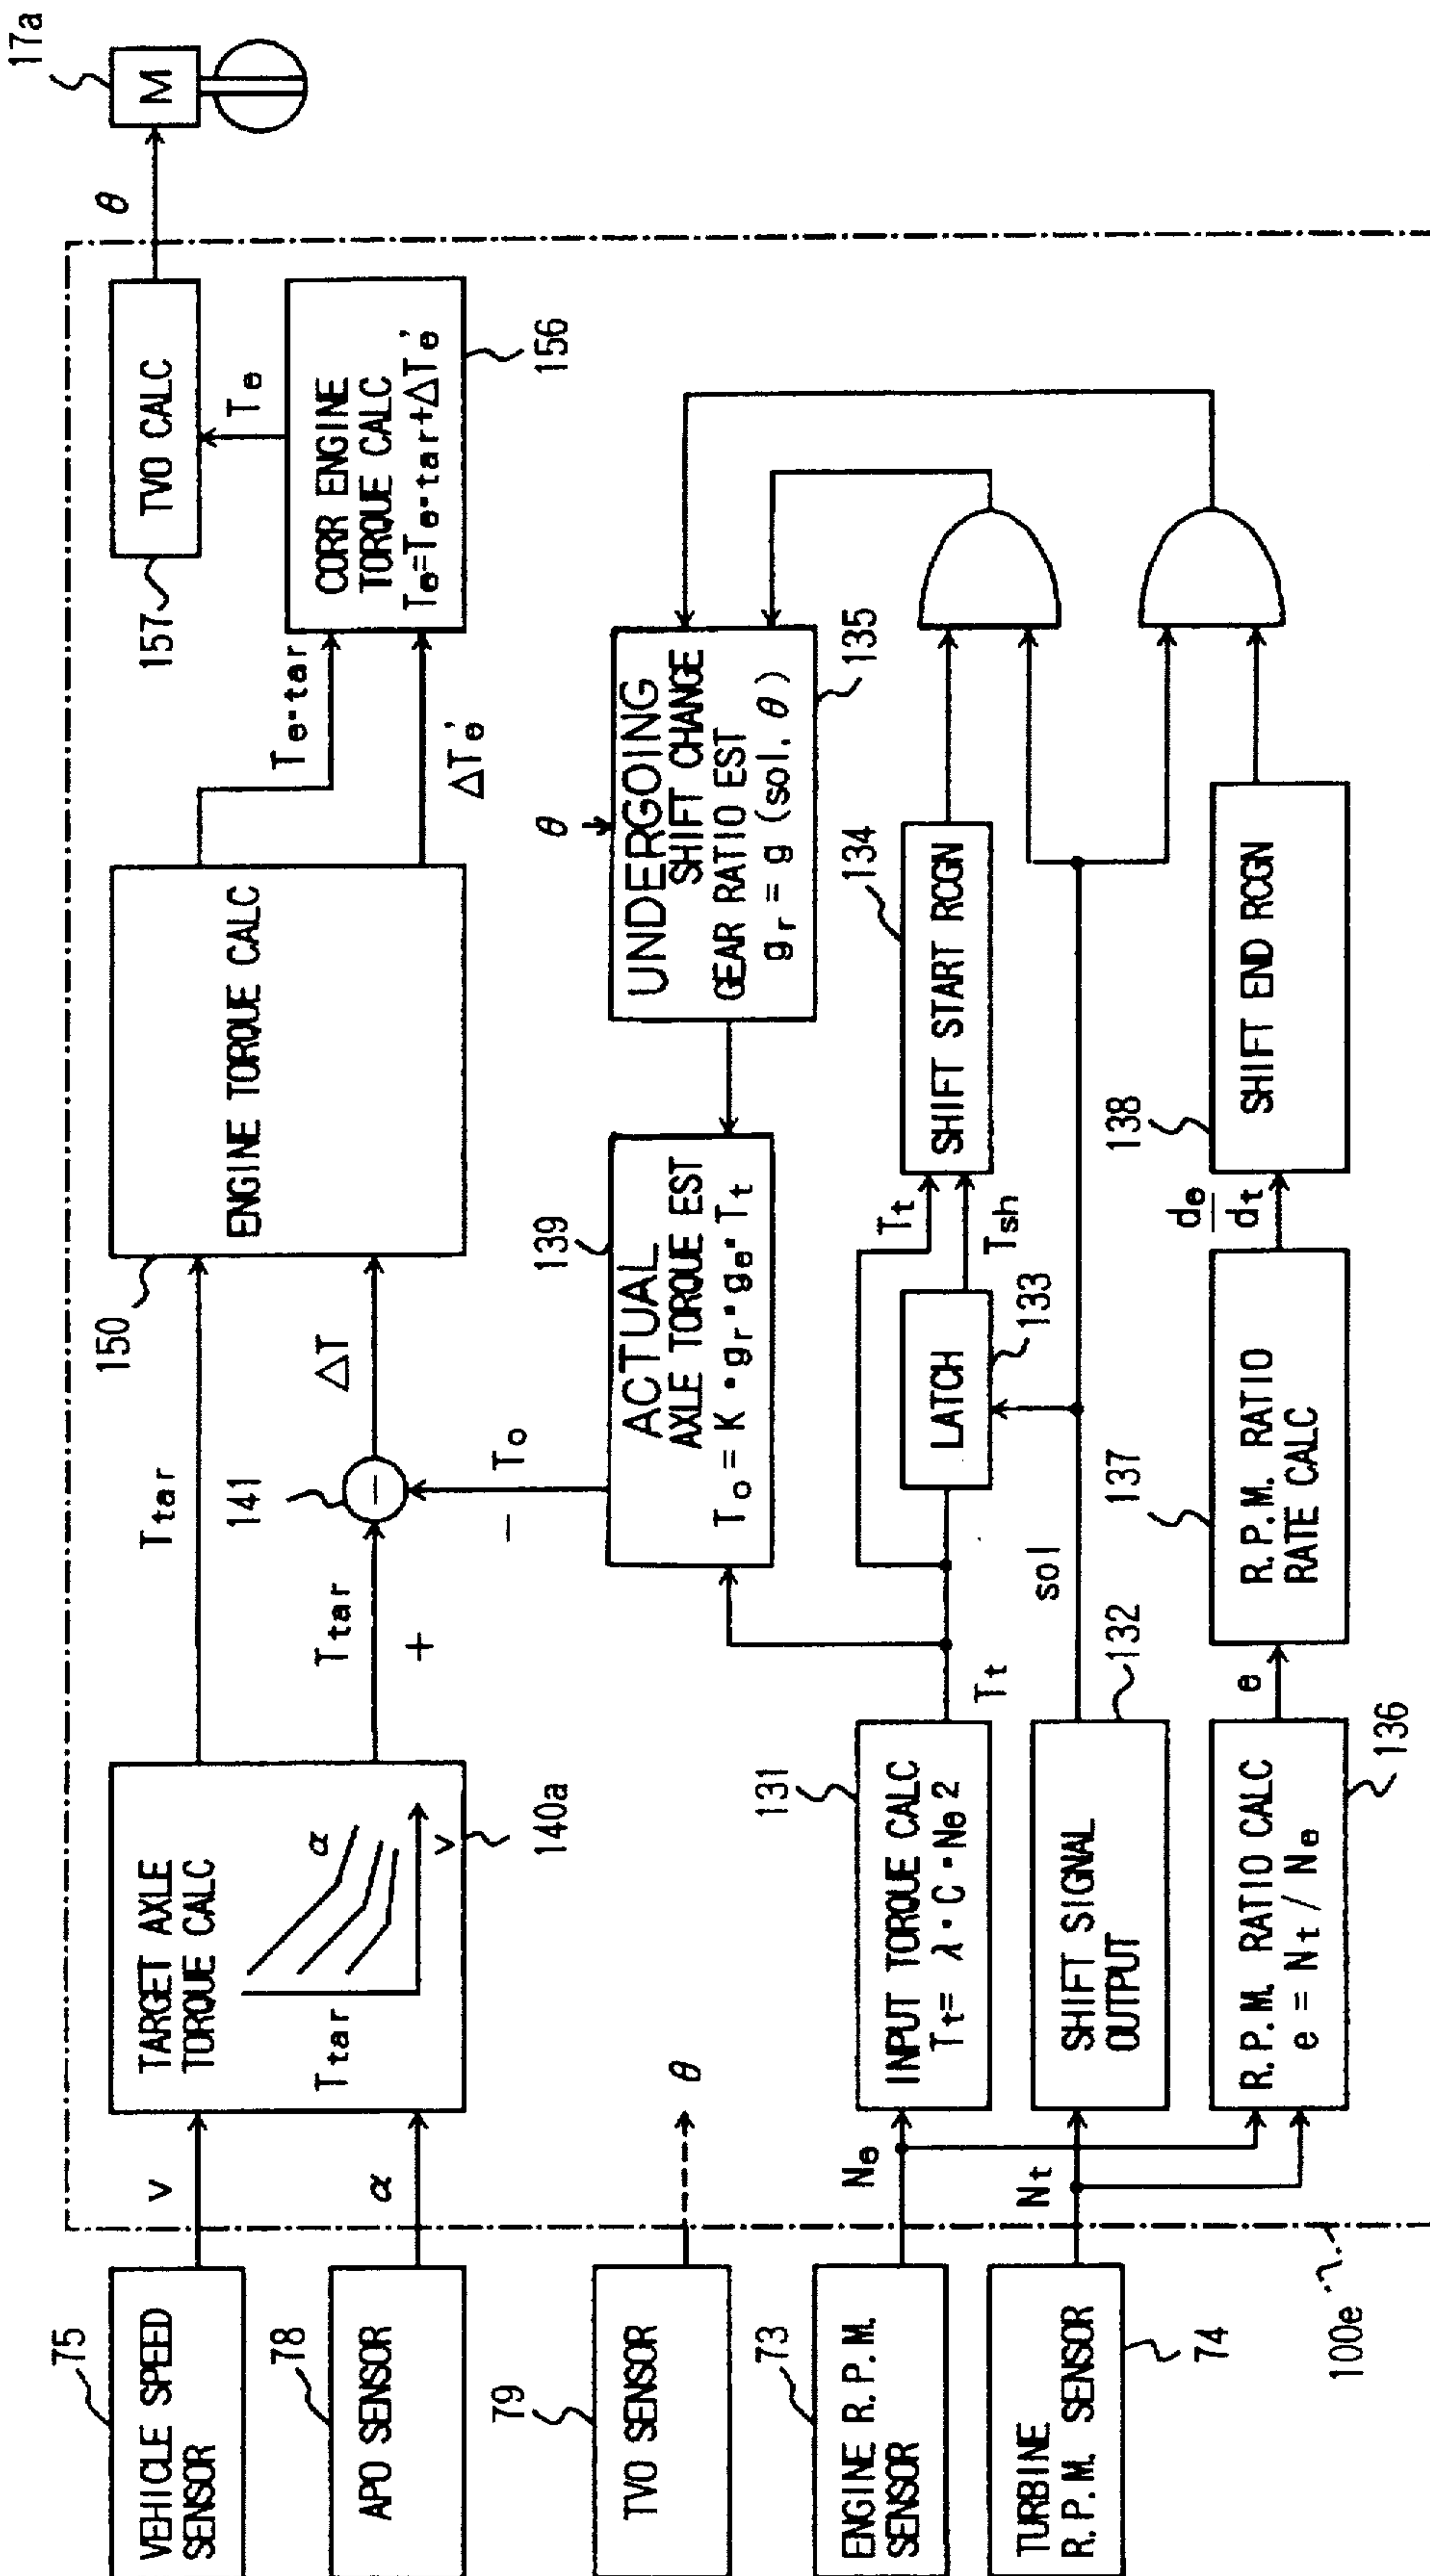 75
VEHICLE SPEED
SENSOR
v
TARGET AXLE
TORQUE CALC
Ttar
α
v
140a
78
APO SENSOR
α
Ttar
Ttar
+
141
−
ΔT
150
ENGINE TORQUE CALC
Te-tar
ΔTe'
157
TVO CALC
Te
CORR ENGINE
TORQUE CALC
Te=Te-tar+ΔTe'
156
θ
17a
M
79
TVO SENSOR
θ
−
To
139
ACTUAL
AXLE TORQUE EST
To = K・gr・ge・Tt
θ
UNDERGOING
SHIFT CHANGE
GEAR RATIO EST
gr = g (sol. θ)
135
73
ENGINE R.P.M.
SENSOR
Ne
131
INPUT TORQUE CALC
Tt= λ・C・Ne2
Tt
LATCH
133
Tt
Tsh
134
SHIFT START RCGN
TURBINE
R.P.M. SENSOR
74
Nt
SHIFT SIGNAL
OUTPUT
132
sol
R.P.M. RATIO CALC
e = Nt / Ne
136
e
137
R.P.M. RATIO
RATE CALC
de
dt
138
SHIFT END RCGN
100e